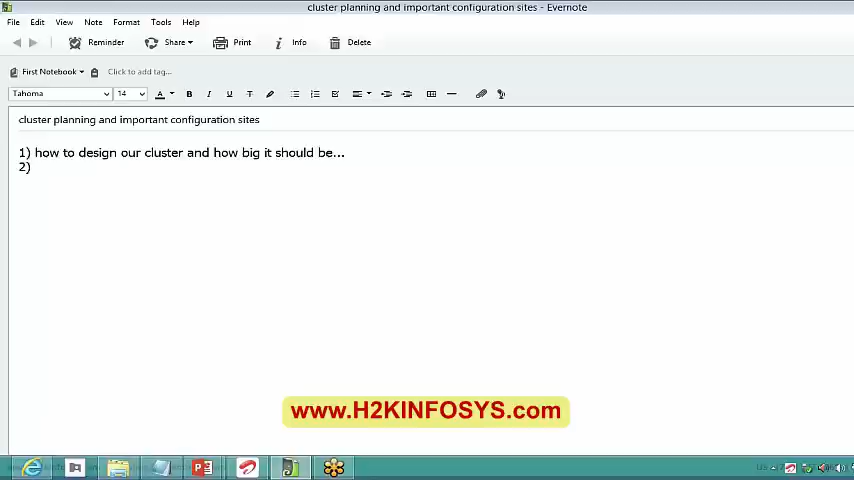 cluster planning and important configuration sites - Evernote
File Edit View Note Format Tools Help
Reminder Share Print Info Delete
First Notebook Click to add tag...
Tahoma 14 A B I U T
cluster planning and important configuration sites
1) how to design our cluster and how big it should be...
2)
www.H2KINFOSYS.com